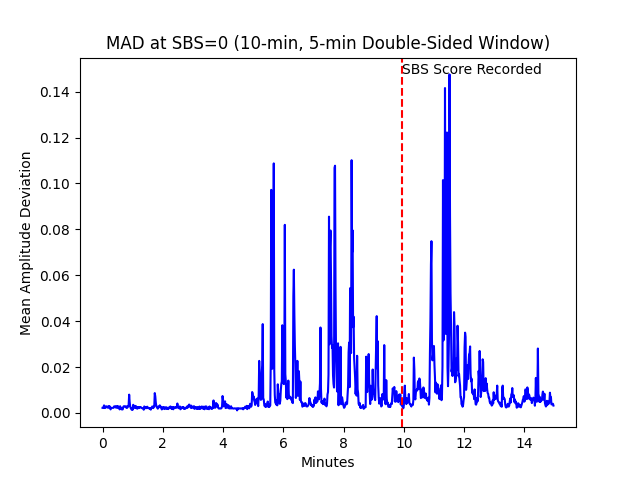 MAD at SBS=0 (10-min, 5-min Double-Sided Window)
SBS Score Recorded
0.14
0.12
0.10
0.08
0.06
0.04
0.02
0.00
Mean Amplitude Deviation
0 2 4 6 8 10 12 14
Minutes